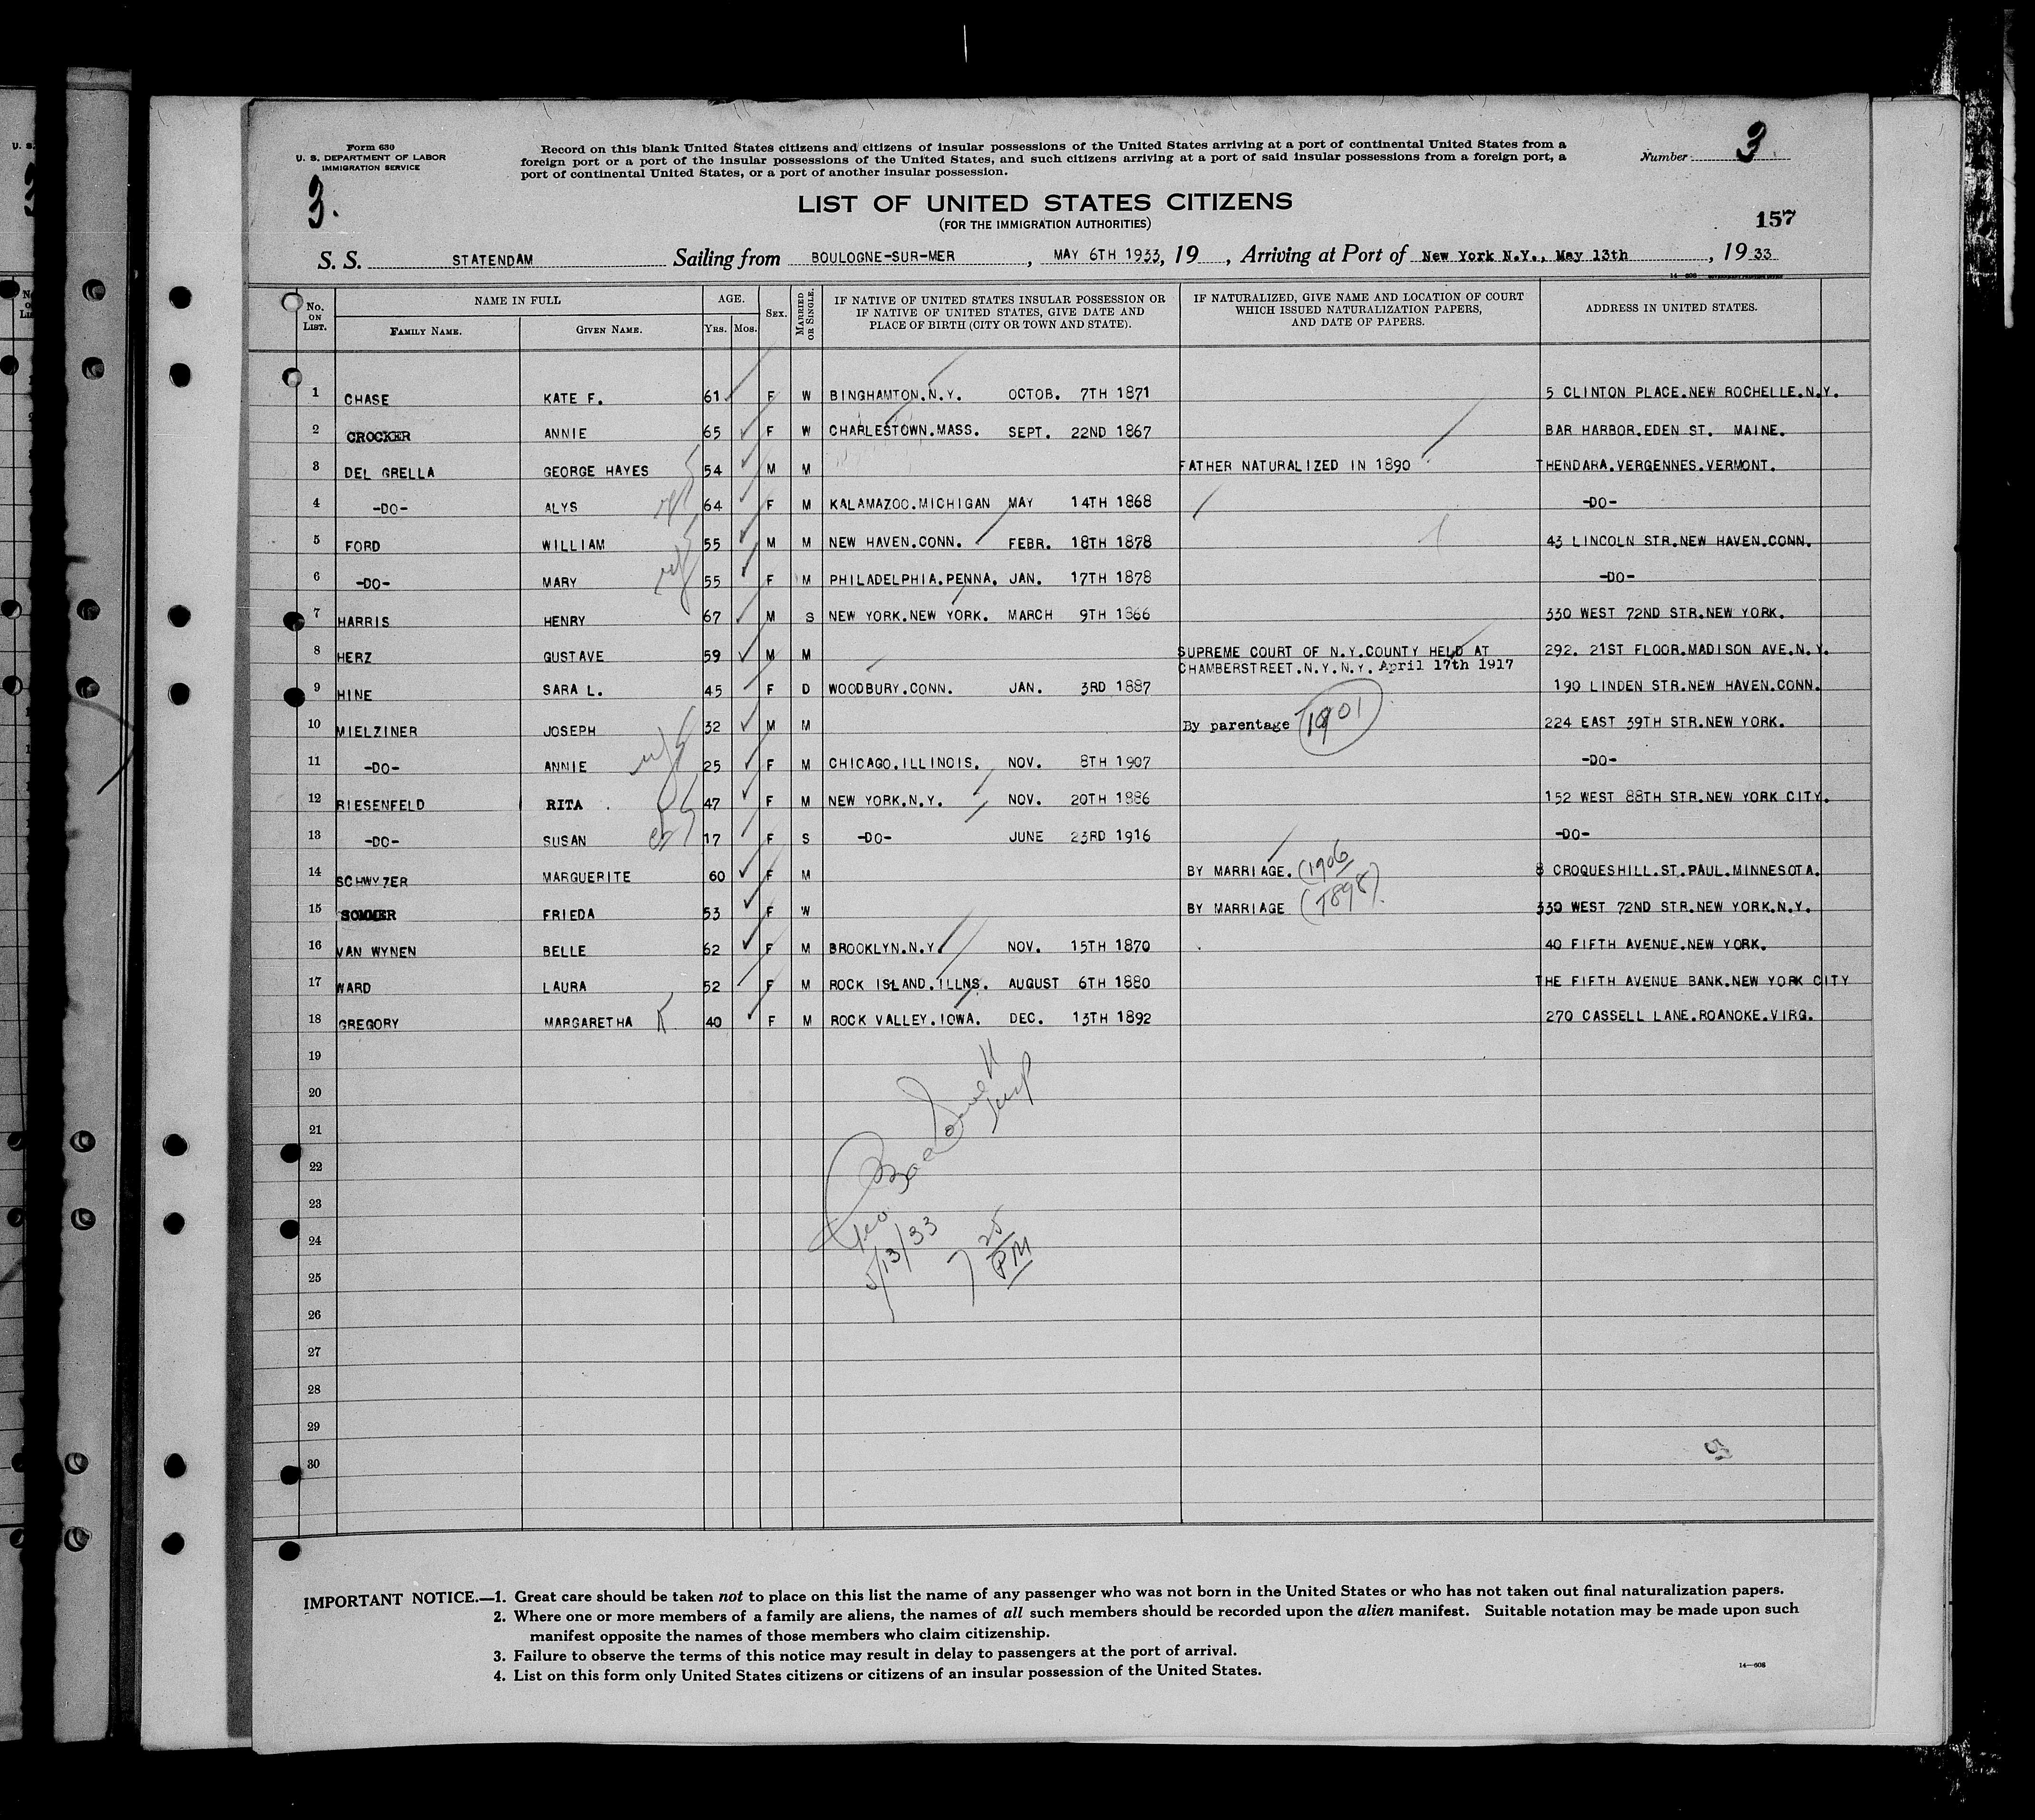 Form 630
U. S. DEPARTMENT OF LABOR
IMMIGRATION SERVICE
Record on this blank United States citizens and citizens of insular possessions of the United States arriving at a port of continental United States from a
foreign port or a port of the insular possessions of the United States, and such citizens arriving at a port of said insular possessions from a foreign port, a
port of continental United States, or a port of another insular possession.
Number 3
3.
LIST OF UNITED STATES CITIZENS
(FOR THE IMMIGRATION AUTHORITIES)
157
S. S. STATENDAM Sailing from BOULOGNE-SUR-MER, MAY 6TH 1933, 19 , Arriving at Port of New York N.Y., May 13th, 1933
No. ON LIST. NAME IN FULL FAMILY NAME. GIVEN NAME. AGE. YRS. MOS. SEX. MARRIED OR SINGLE. IF NATIVE OF UNITED STATES INSULAR POSSESSION OR IF NATIVE OF UNITED STATES, GIVE DATE AND PLACE OF BIRTH (CITY OR TOWN AND STATE). IF NATURALIZED, GIVE NAME AND LOCATION OF COURT WHICH ISSUED NATURALIZATION PAPERS, AND DATE OF PAPERS. ADDRESS IN UNITED STATES.
1 CHASE KATE F. 61 F W BINGHAMTON.N.Y. OCTOB. 7TH 1871 5 CLINTON PLACE.NEW ROCHELLE.N.Y.
2 CROCKER ANNIE 65 F W CHARLESTOWN.MASS. SEPT. 22ND 1867 BAR HARBOR.EDEN ST. MAINE.
3 DEL GRELLA GEORGE HAYES 54 M M FATHER NATURALIZED IN 1890 THENDARA.VERGENNES.VERMONT.
4 -DO- ALYS 64 F M KALAMAZOO.MICHIGAN MAY 14TH 1868 -DO-
5 FORD WILLIAM 55 M M NEW HAVEN.CONN. FEBR. 18TH 1878 43 LINCOLN STR.NEW HAVEN.CONN.
6 -DO- MARY 55 F M PHILADELPHIA.PENNA. JAN. 17TH 1878 -DO-
7 HARRIS HENRY 67 M S NEW YORK.NEW YORK. MARCH 9TH 1866 330 WEST 72ND STR.NEW YORK.
8 HERZ GUSTAVE 59 M M SUPREME COURT OF N.Y.COUNTY HELD AT 292. 21ST FLOOR.MADISON AVE.N.Y.
CHAMBERSTREET.N.Y.N.Y. April 17th 1917
9 HINE SARA L. 45 F D WOODBURY.CONN. JAN. 3RD 1887 190 LINDEN STR.NEW HAVEN.CONN.
10 MIELZINER JOSEPH 32 M M By parentage 1901 224 EAST 39TH STR.NEW YORK.
11 -DO- ANNIE 25 F M CHICAGO.ILLINOIS. NOV. 8TH 1907 -DO-
12 RIESENFELD RITA 47 F M NEW YORK.N.Y. NOV. 20TH 1886 152 WEST 88TH STR.NEW YORK CITY.
13 -DO- SUSAN 17 F S -DO- JUNE 23RD 1916 -DO-
14 SCHWYZER MARGUERITE 60 F M BY MARRIAGE. (1906 8 CROQUESHILL.ST.PAUL.MINNESOTA.
15 SOMMER FRIEDA 53 F W BY MARRIAGE (1898). 330 WEST 72ND STR.NEW YORK.N.Y.
16 VAN WYNEN BELLE 62 F M BROOKLYN.N.Y. NOV. 15TH 1870 40 FIFTH AVENUE.NEW YORK.
17 WARD LAURA 52 F M ROCK ISLAND.ILLNS. AUGUST 6TH 1880 THE FIFTH AVENUE BANK.NEW YORK CITY
18 GREGORY MARGARETHA 40 F M ROCK VALLEY.IOWA. DEC. 13TH 1892 270 CASSELL LANE.ROANOKE.VIRG.
19
20
21
22
23
24
5/13/33 7 25 PM
25
26
27
28
29
30
IMPORTANT NOTICE.—1. Great care should be taken not to place on this list the name of any passenger who was not born in the United States or who has not taken out final naturalization papers.
2. Where one or more members of a family are aliens, the names of all such members should be recorded upon the alien manifest. Suitable notation may be made upon such
manifest opposite the names of those members who claim citizenship.
3. Failure to observe the terms of this notice may result in delay to passengers at the port of arrival.
4. List on this form only United States citizens or citizens of an insular possession of the United States.
14—608